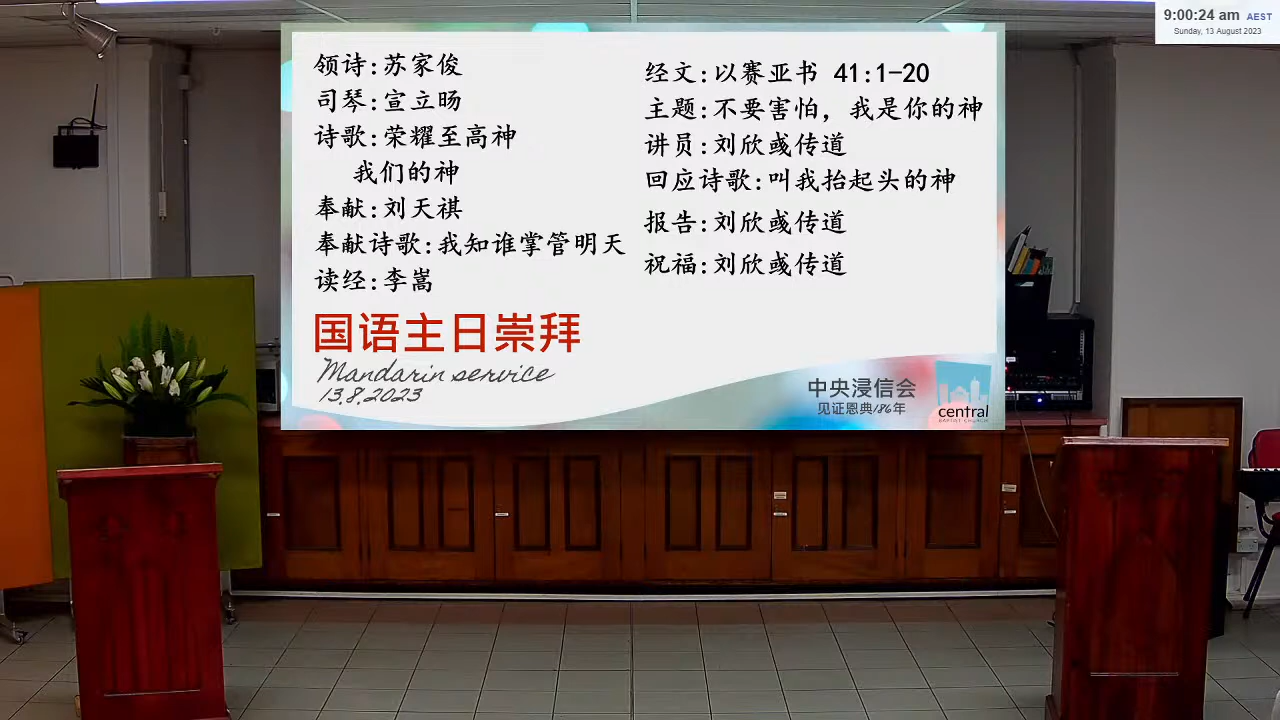 9:00:24 am AEST
Sunday, 13 August 2023
领诗:苏家俊
司琴:宣立旸
诗歌:荣耀至高神
我们的神
奉献:刘天祺
奉献诗歌:我知谁掌管明天
读经:李嵩
经文:以赛亚书 41:1-20
主题:不要害怕,我是你的神
讲员:刘欣彧传道
回应诗歌:叫我抬起头的神
报告:刘欣彧传道
祝福:刘欣彧传道
国语主日崇拜
Mandarin service
13.8.2023
中央浸信会
见证恩典186年
central
BAPTIST CHURCH